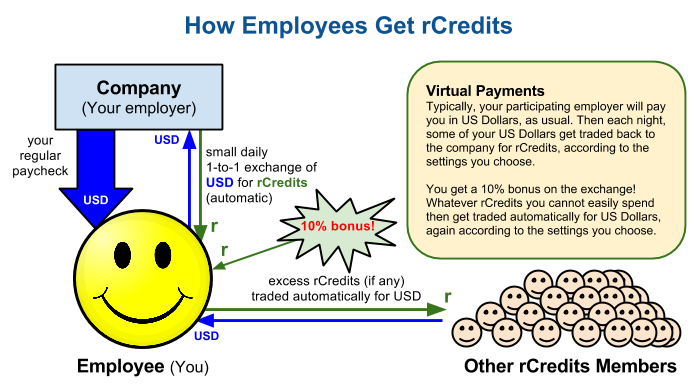 How Employees Get rCredits
Company
(Your employer)
your
regular
paycheck
USD
USD
small daily
1-to-1 exchange of
USD for rCredits
(automatic)
r
r
10% bonus!
Virtual Payments
Typically, your participating employer will pay
you in US Dollars, as usual. Then each night,
some of your US Dollars get traded back to
the company for rCredits, according to the
settings you choose.
You get a 10% bonus on the exchange!
Whatever rCredits you cannot easily spend
then get traded automatically for US Dollars,
again according to the settings you choose.
excess rCredits (if any)
traded automatically for USD
r
USD
Employee (You)
Other rCredits Members